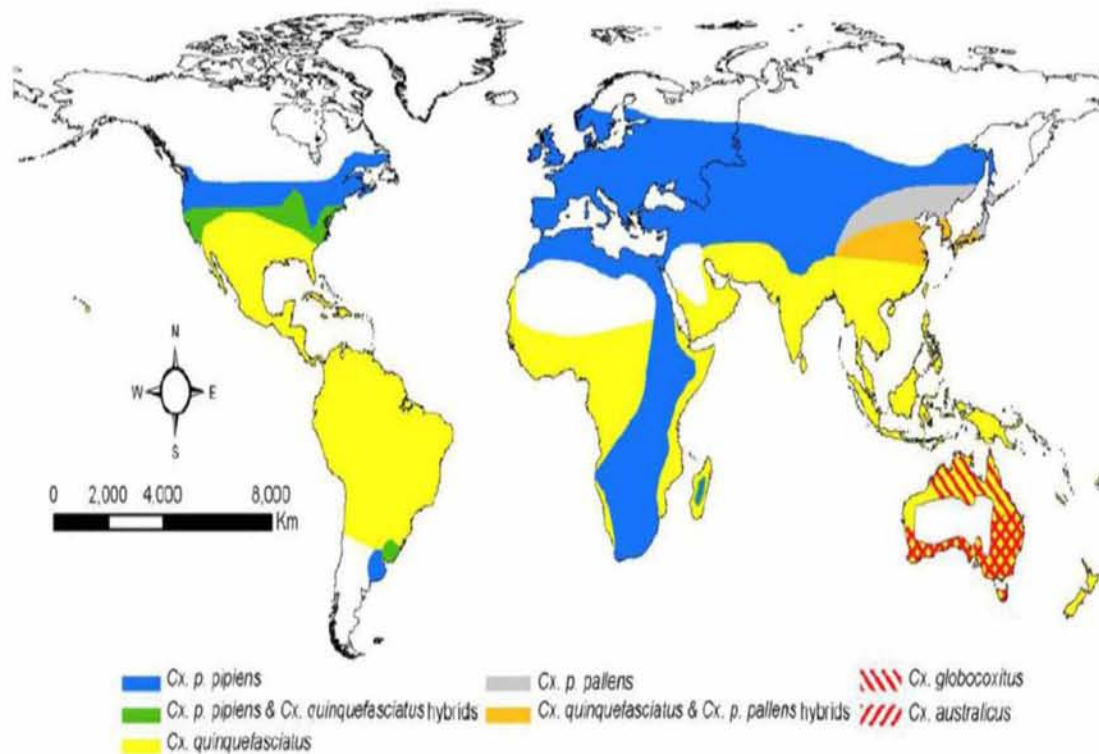 N
W E
S
0 2,000 4,000 8,000
Km
Cx. p. pipiens
Cx. p. pipiens & Cx. quinquefasciatus hybrids
Cx. quinquefasciatus
Cx. p. pallens
Cx. quinquefasciatus & Cx. p. pallens hybrids
Cx. globocoxitus
Cx. australicus